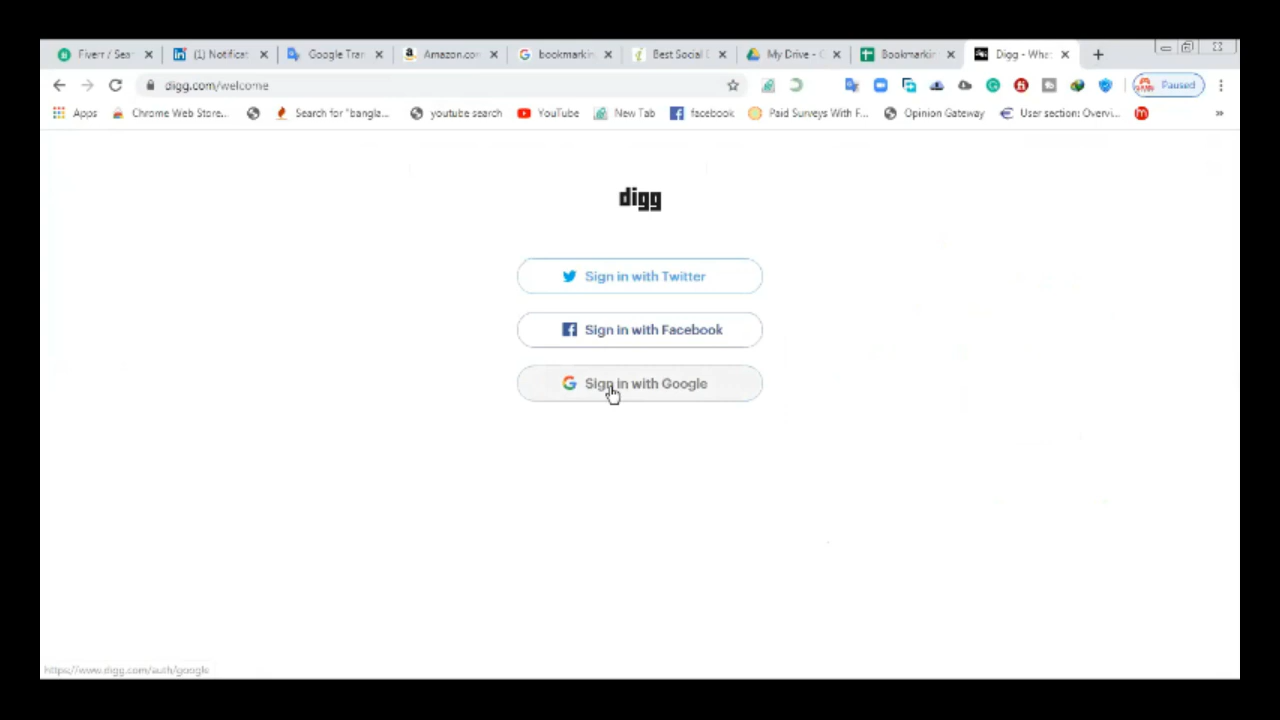 Fiverr / Sea (1) Notificat Google Tran Amazon.con bookmarkin Best Social My Drive - Bookmarkin Digg - Wha
digg.com/welcome Paused
Apps Chrome Web Store... Search for "bangla... youtube search YouTube New Tab facebook Paid Surveys With F... Opinion Gateway User section: Overvi... »
digg
Sign in with Twitter
Sign in with Facebook
Sign in with Google
https://www.digg.com/auth/google